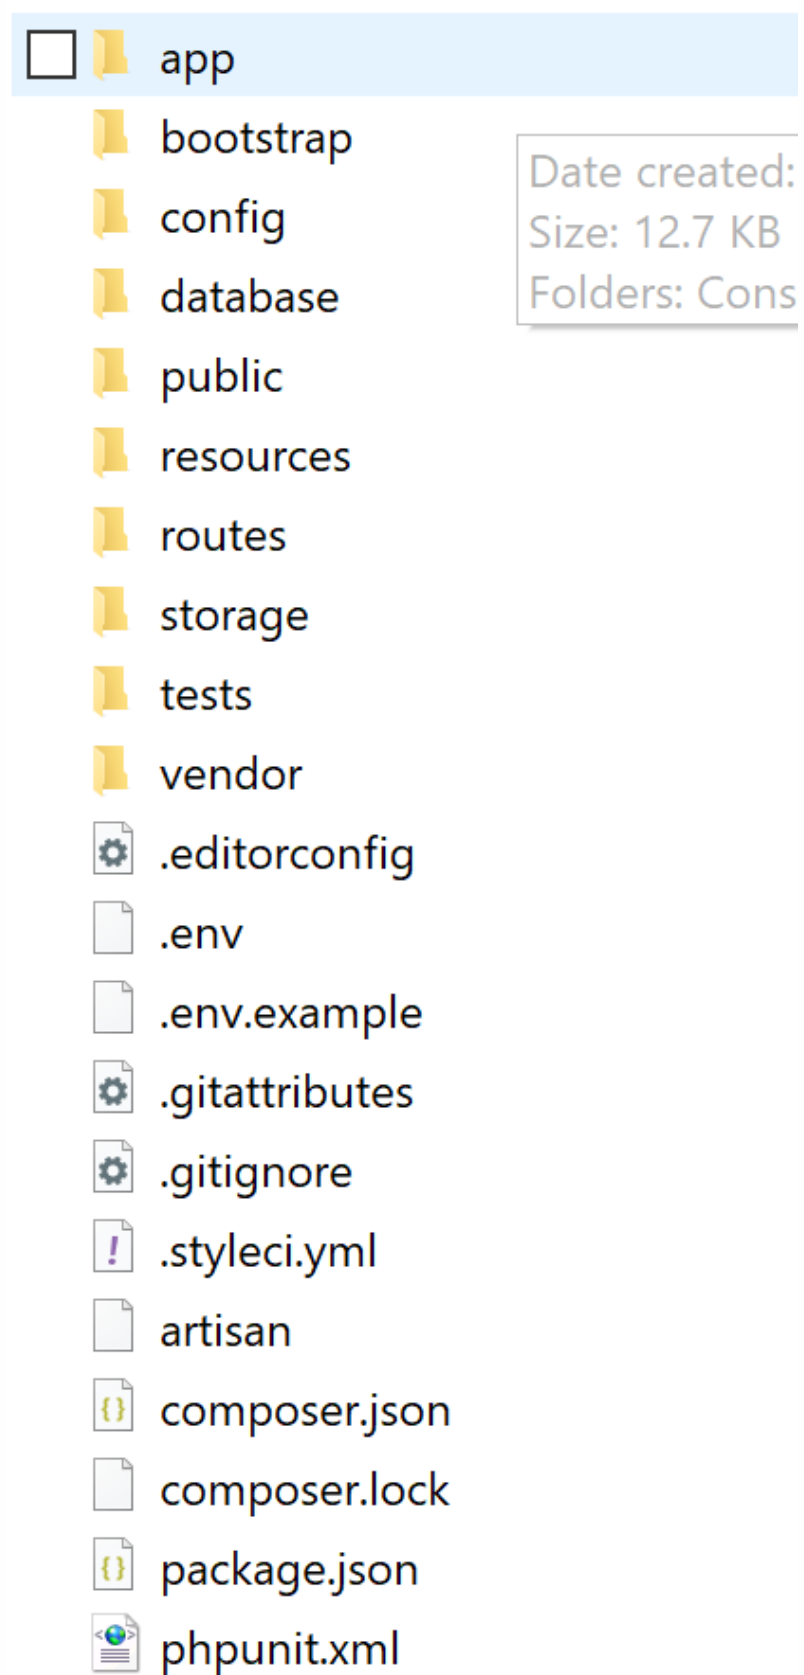 app
bootstrap
Date created:
config
Size: 12.7 KB
database
Folders: Cons
public
resources
routes
storage
tests
vendor
.editorconfig
.env
.env.example
.gitattributes
.gitignore
.styleci.yml
artisan
composer.json
composer.lock
package.json
phpunit.xml